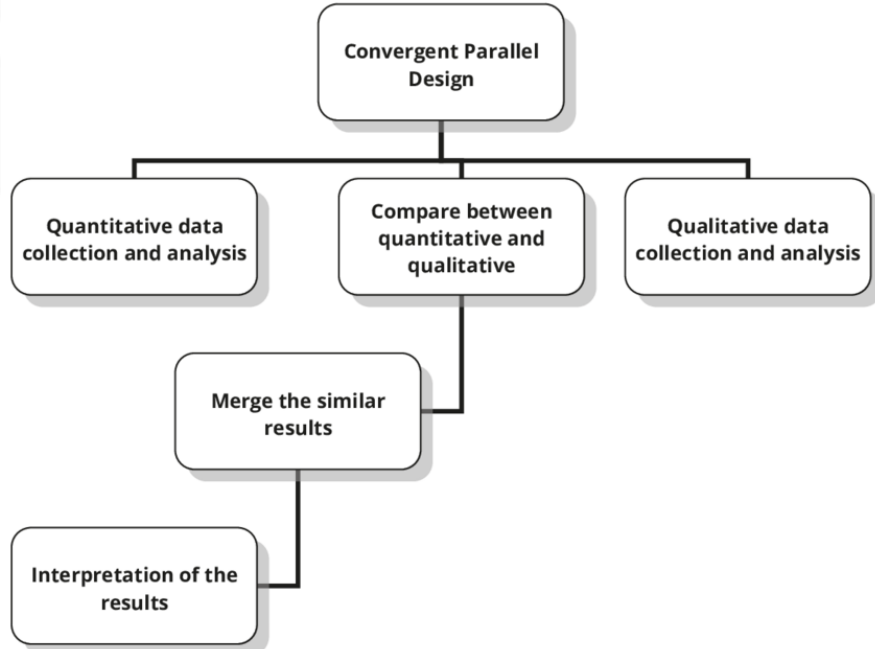 Convergent Parallel
Design
Quantitative data
collection and analysis
Compare between
quantitative and
qualitative
Qualitative data
collection and analysis
Merge the similar
results
Interpretation of the
results